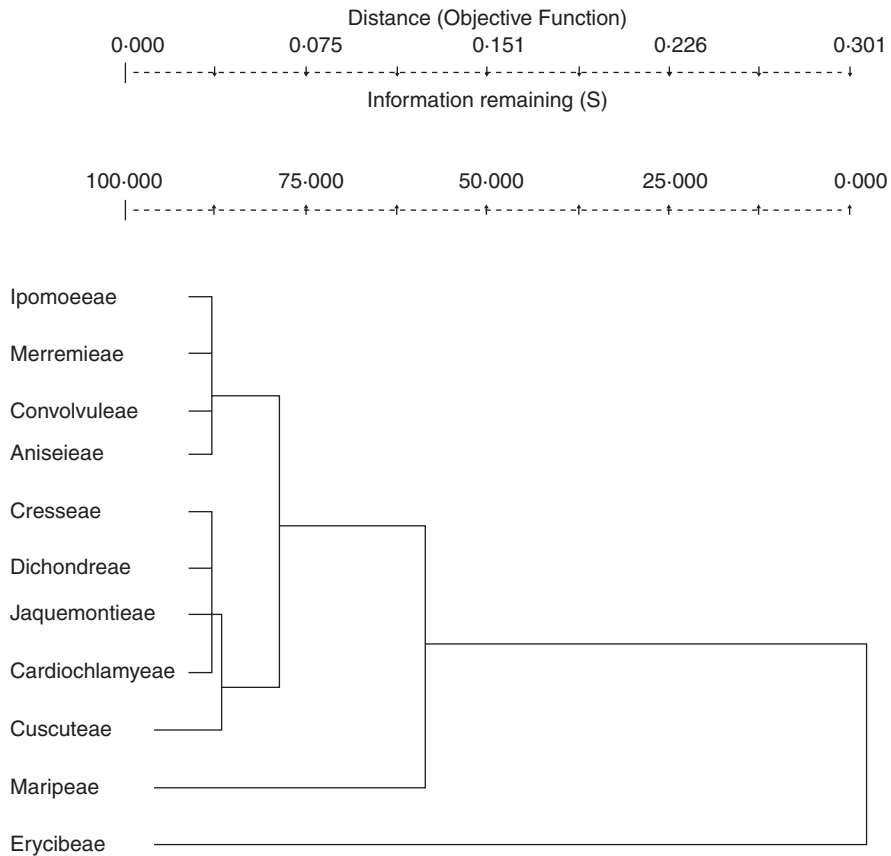 Distance (Objective Function)
0·000 0·075 0·151 0·226 0·301
Information remaining (S)
100·000 75·000 50·000 25·000 0·000
Ipomoeeae
Merremieae
Convolvuleae
Aniseieae
Cresseae
Dichondreae
Jaquemontieae
Cardiochlamyeae
Cuscuteae
Maripeae
Erycibeae